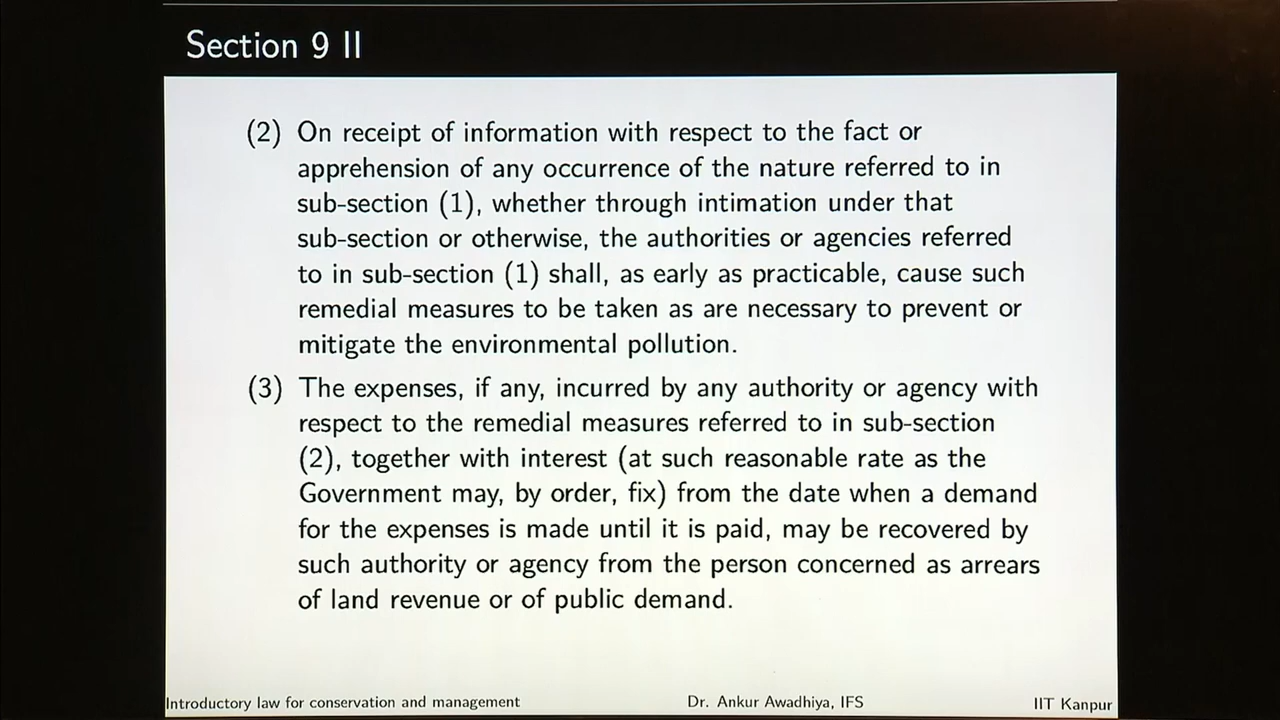 Section 9 II
(2) On receipt of information with respect to the fact or
apprehension of any occurrence of the nature referred to in
sub-section (1), whether through intimation under that
sub-section or otherwise, the authorities or agencies referred
to in sub-section (1) shall, as early as practicable, cause such
remedial measures to be taken as are necessary to prevent or
mitigate the environmental pollution.
(3) The expenses, if any, incurred by any authority or agency with
respect to the remedial measures referred to in sub-section
(2), together with interest (at such reasonable rate as the
Government may, by order, fix) from the date when a demand
for the expenses is made until it is paid, may be recovered by
such authority or agency from the person concerned as arrears
of land revenue or of public demand.
Introductory law for conservation and management Dr. Ankur Awadhiya, IFS IIT Kanpur